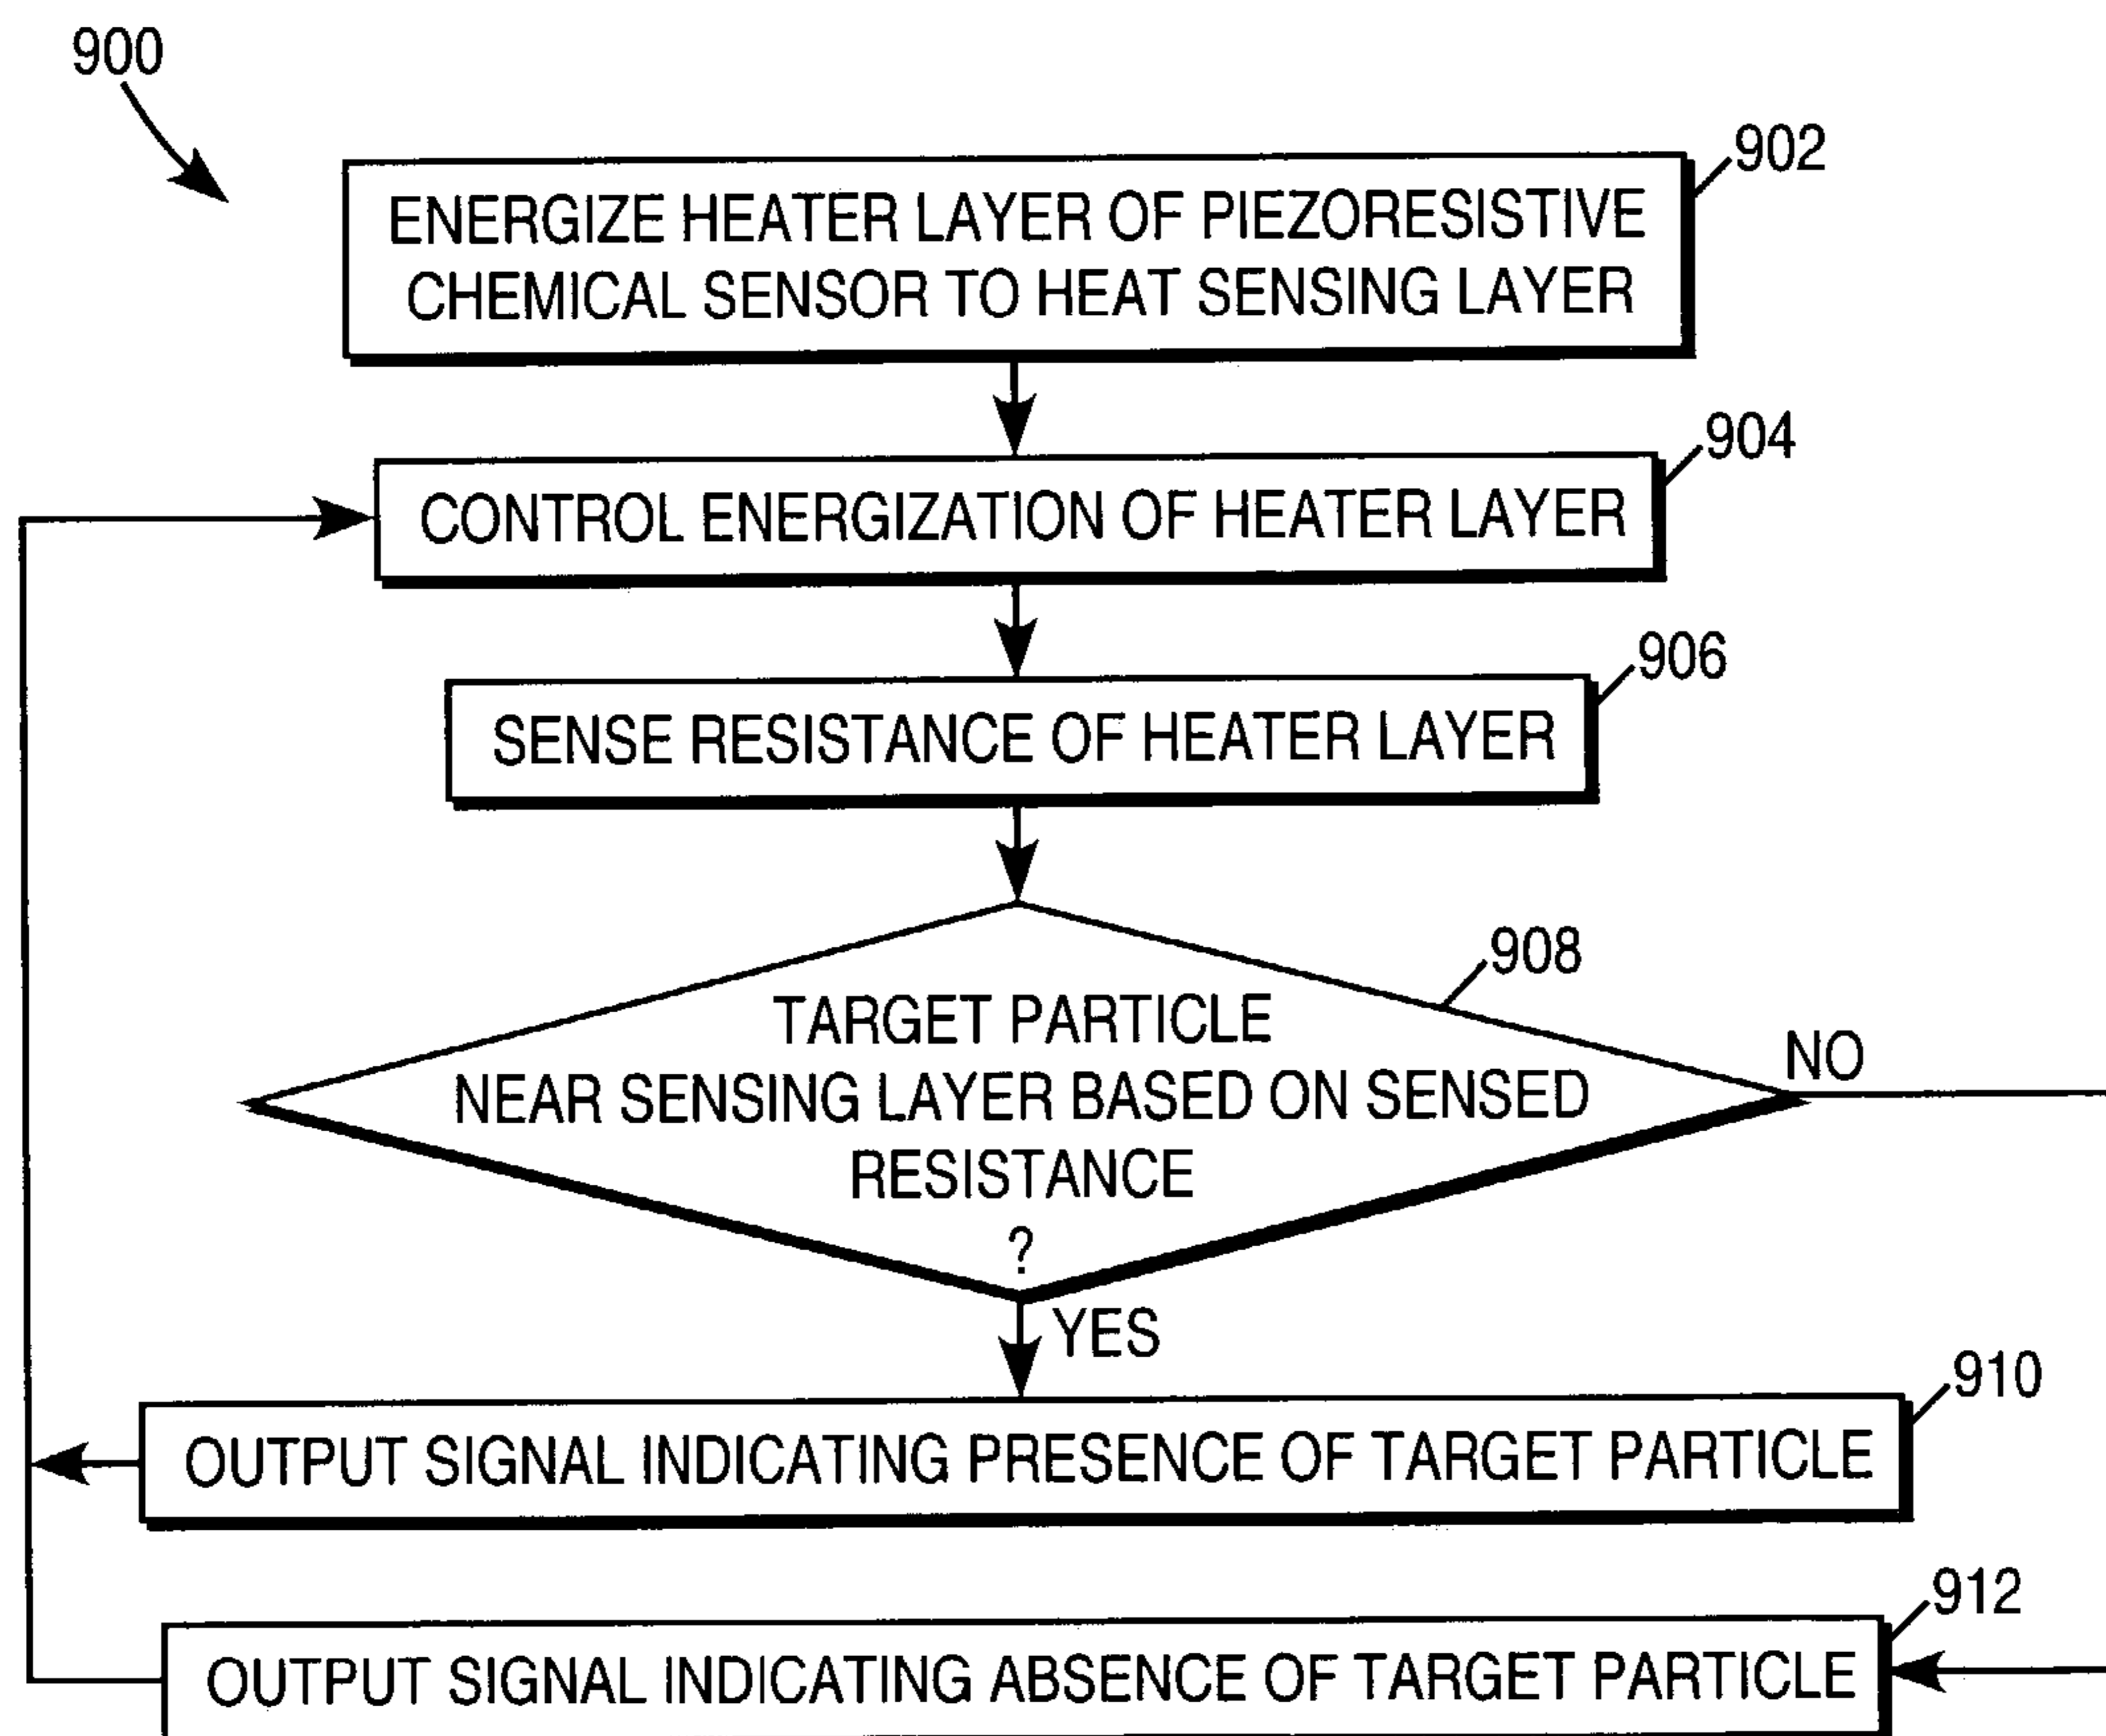 900
902
ENERGIZE HEATER LAYER OF PIEZORESISTIVE
CHEMICAL SENSOR TO HEAT SENSING LAYER
904
CONTROL ENERGIZATION OF HEATER LAYER
906
SENSE RESISTANCE OF HEATER LAYER
908
TARGET PARTICLE
NEAR SENSING LAYER BASED ON SENSED
RESISTANCE
?
NO
YES
910
OUTPUT SIGNAL INDICATING PRESENCE OF TARGET PARTICLE
912
OUTPUT SIGNAL INDICATING ABSENCE OF TARGET PARTICLE